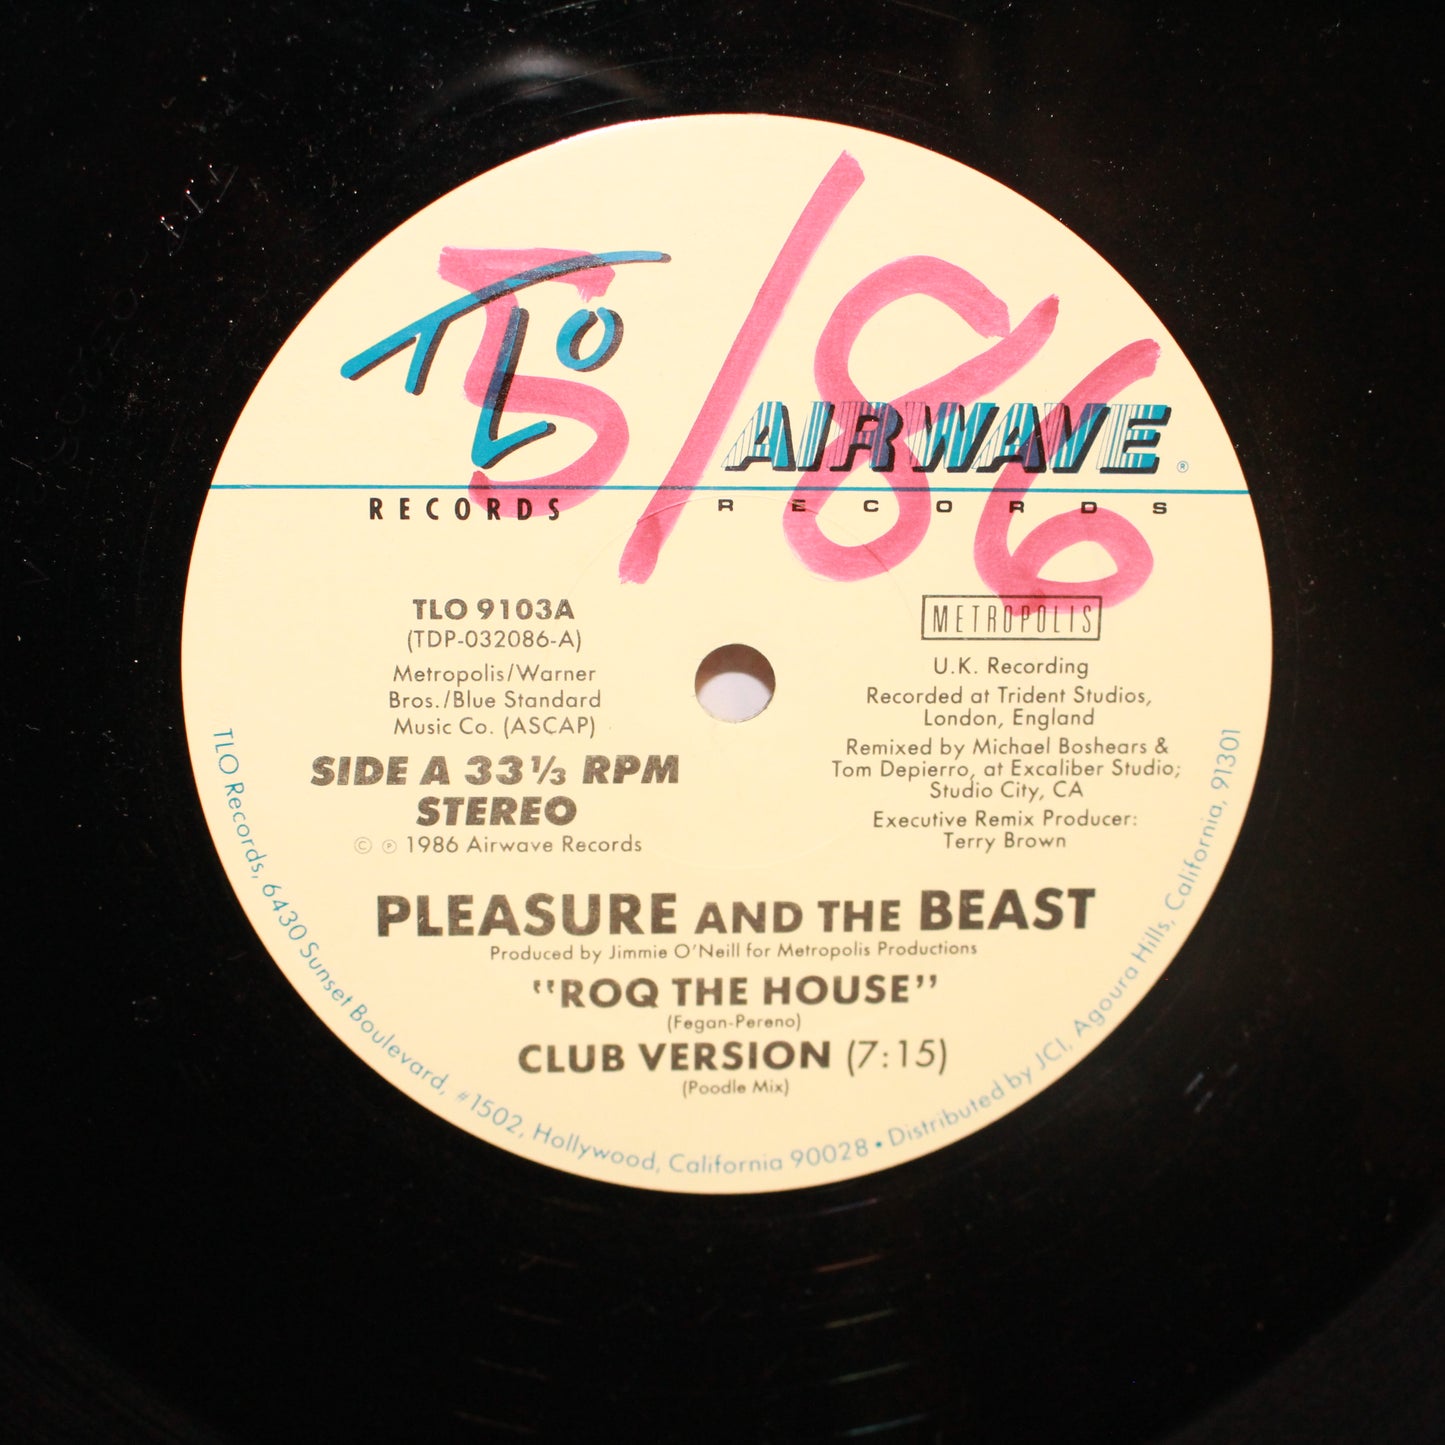 5/86
TLO
AIRWAVE ®
RECORDS
RECORDS
TLO 9103A
(TDP-032086-A)
Metropolis/Warner
Bros./Blue Standard
Music Co. (ASCAP)
SIDE A 33 1/3 RPM
STEREO
© ℗ 1986 Airwave Records
METROPOLIS
U.K. Recording
Recorded at Trident Studios,
London, England
Remixed by Michael Boshears &
Tom Depierro, at Excaliber Studio;
Studio City, CA
Executive Remix Producer:
Terry Brown
PLEASURE AND THE BEAST
Produced by Jimmie O'Neill for Metropolis Productions
"ROQ THE HOUSE"
(Fegan-Pereno)
CLUB VERSION (7:15)
(Poodle Mix)
TLO Records, 6430 Sunset Boulevard, #1502, Hollywood, California 90028 • Distributed by JCI, Agoura Hills, California, 91301